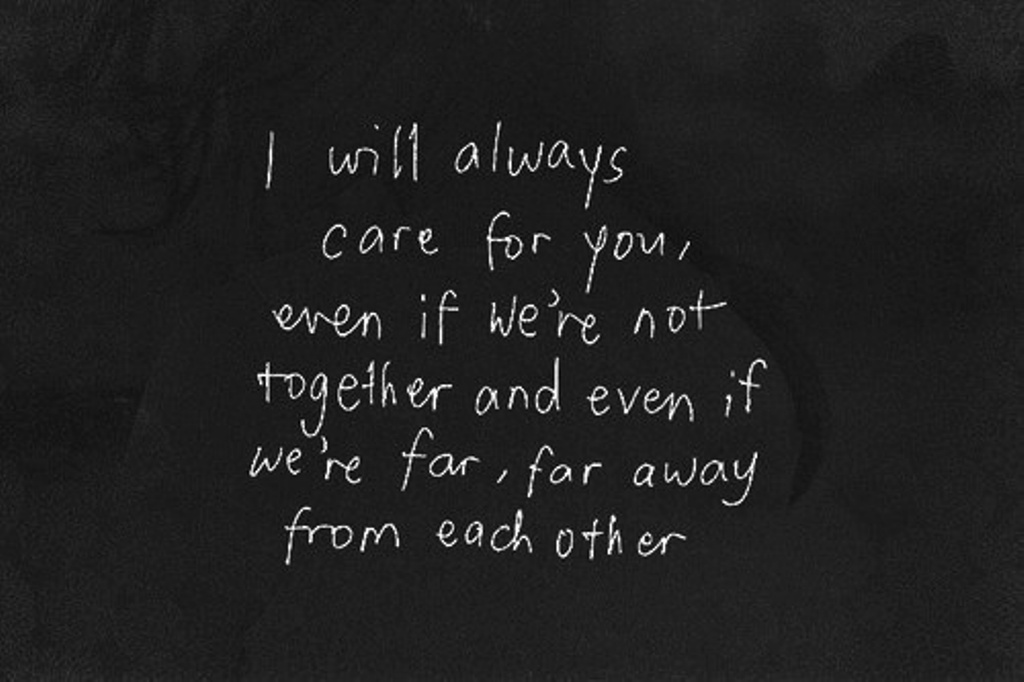 I will always
care for you,
even if we're not
together and even if
we're far, far away
from each other